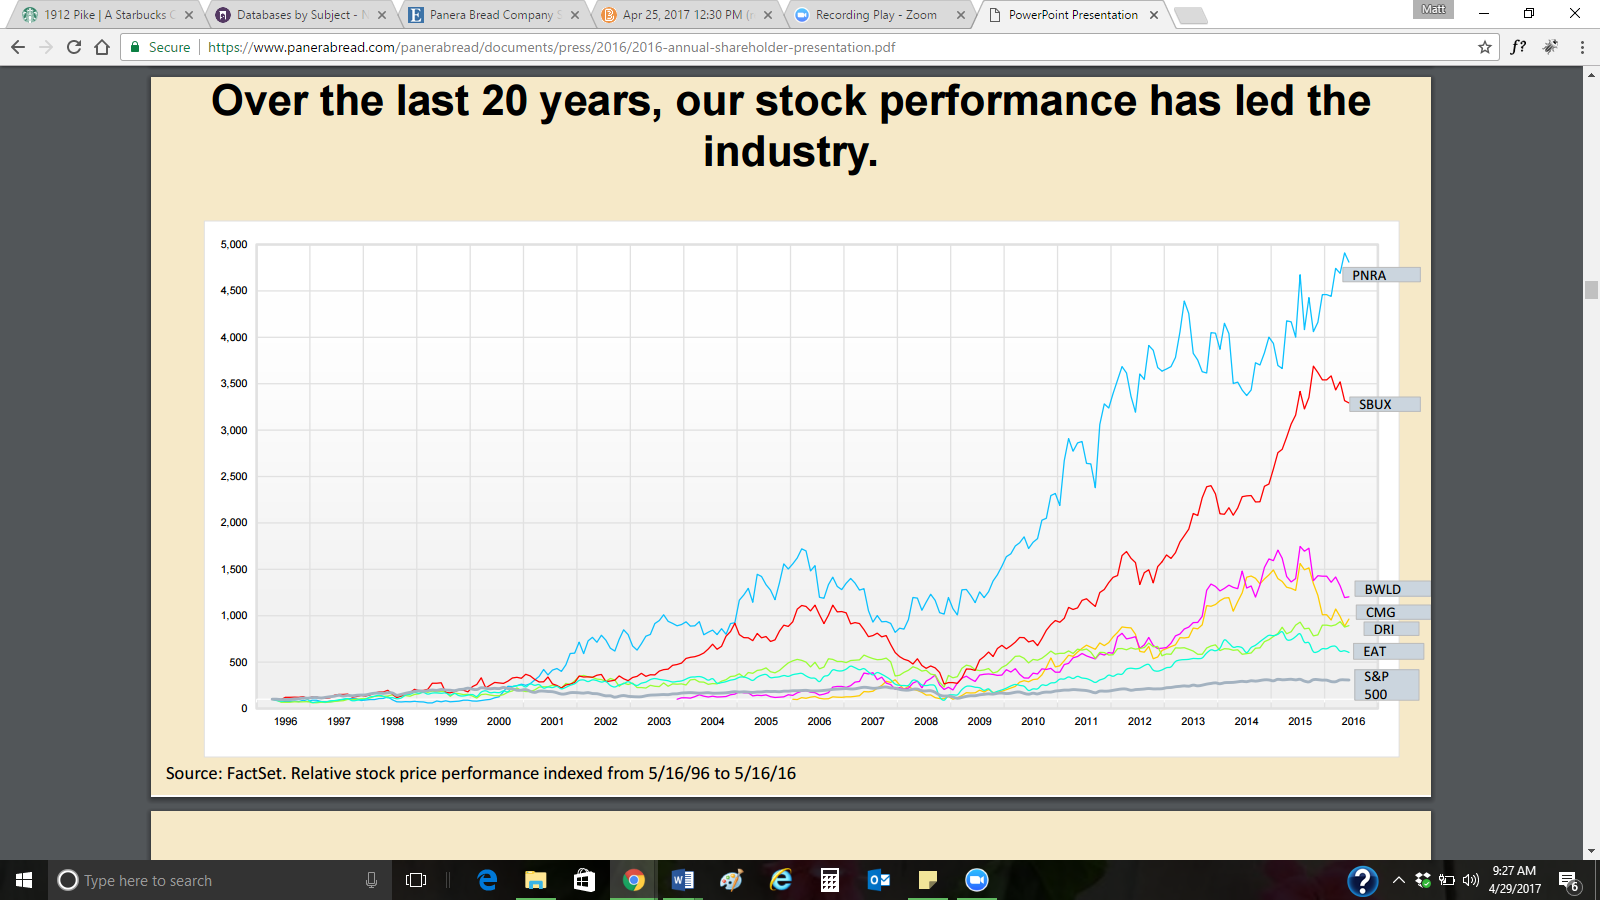 1912 Pike | A Starbucks
Databases by Subject -
Panera Bread Company
Apr 25, 2017 12:30 PM
Recording Play - Zoom
PowerPoint Presentation
Matt
Secure
https://www.panerabread.com/panerabread/documents/press/2016/2016-annual-shareholder-presentation.pdf
f?
Over the last 20 years, our stock performance has led the
industry.
5,000
4,500
4,000
3,500
3,000
2,500
2,000
1,500
1,000
500
0
PNRA
SBUX
BWLD
CMG
DRI
EAT
S&P
500
1996 1997 1998 1999 2000 2001 2002 2003 2004 2005 2006 2007 2008 2009 2010 2011 2012 2013 2014 2015 2016
Source: FactSet. Relative stock price performance indexed from 5/16/96 to 5/16/16
Type here to search
9:27 AM
4/29/2017
6